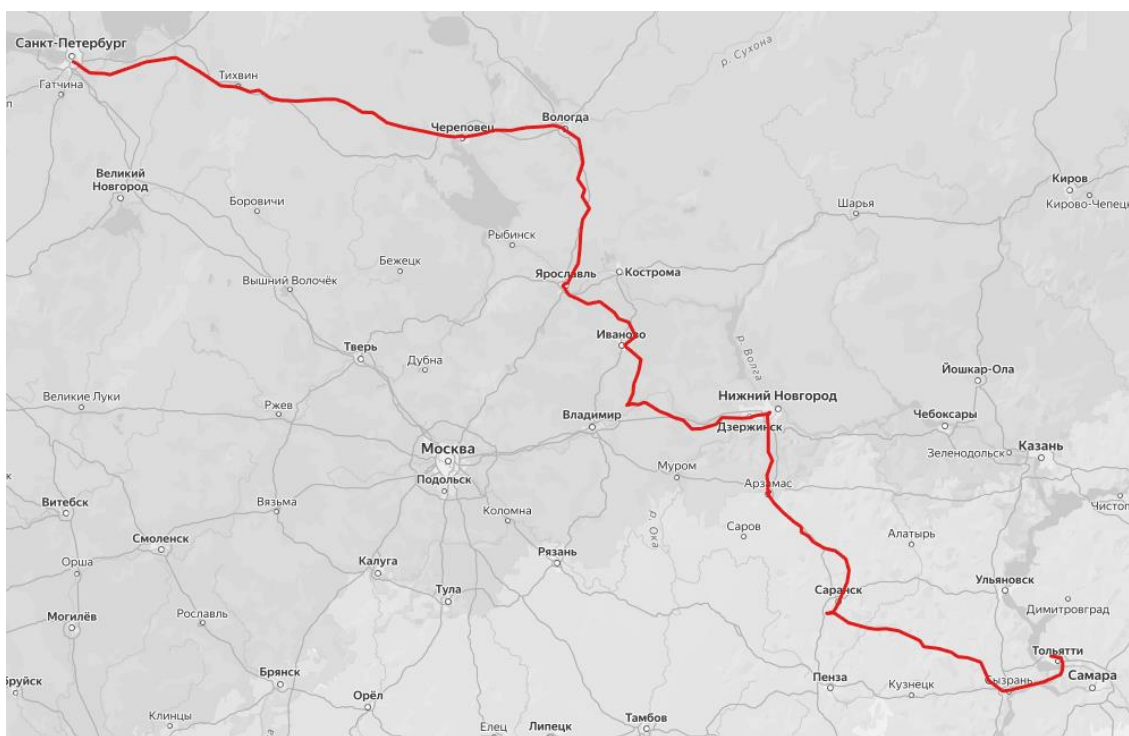 Санкт-Петербург
Гатчина
п
Тихвин
р. Сухона
Вологда
Череповец
Великий
Новгород
Боровичи
Киров
Кирово-Чепецк
Шарья
Рыбинск
Бежецк
Вышний Волочёк
Ярославль
Кострома
Иваново
р. Волга
Тверь
Дубна
Йошкар-Ола
Великие Луки
Ржев
Нижний Новгород
Владимир
Дзержинск
Чебоксары
Москва
Казань
Зеленодольск
Подольск
Муром
Арзамас
к
Витебск
Вязьма
Коломна
р. Ока
Чистоп
Саров
Алатырь
Смоленск
Орша
Калуга
Рязань
Тула
Саранск
Ульяновск
Димитровград
Могилёв
Рославль
Тольятти
Брянск
Пенза
Кузнецк
Сызрань
Самара
бруйск
Орёл
Клинцы
а
Елец
Липецк
Тамбов